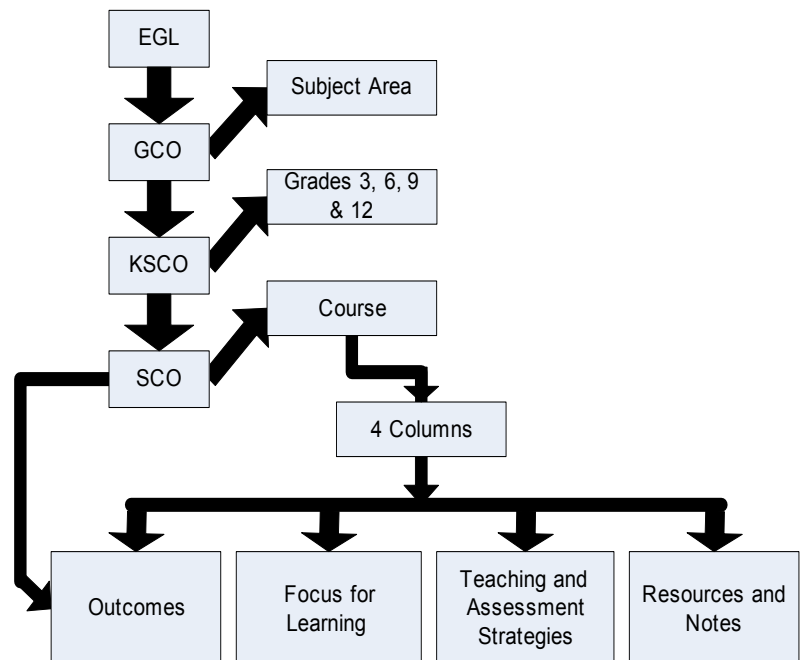 EGL
Subject Area
GCO
Grades 3, 6, 9
& 12
KSCO
Course
SCO
4 Columns
Outcomes
Focus for
Learning
Teaching and
Assessment
Strategies
Resources and
Notes